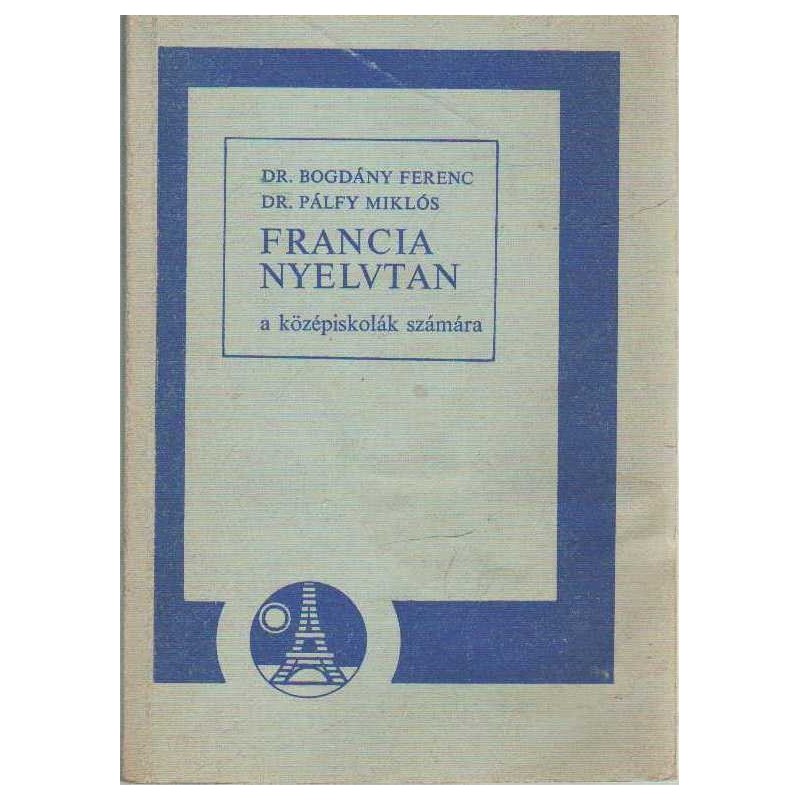 DR. BOGDÁNY FERENC
DR. PÁLFY MIKLÓS
FRANCIA
NYELVTAN
a középiskolák számára